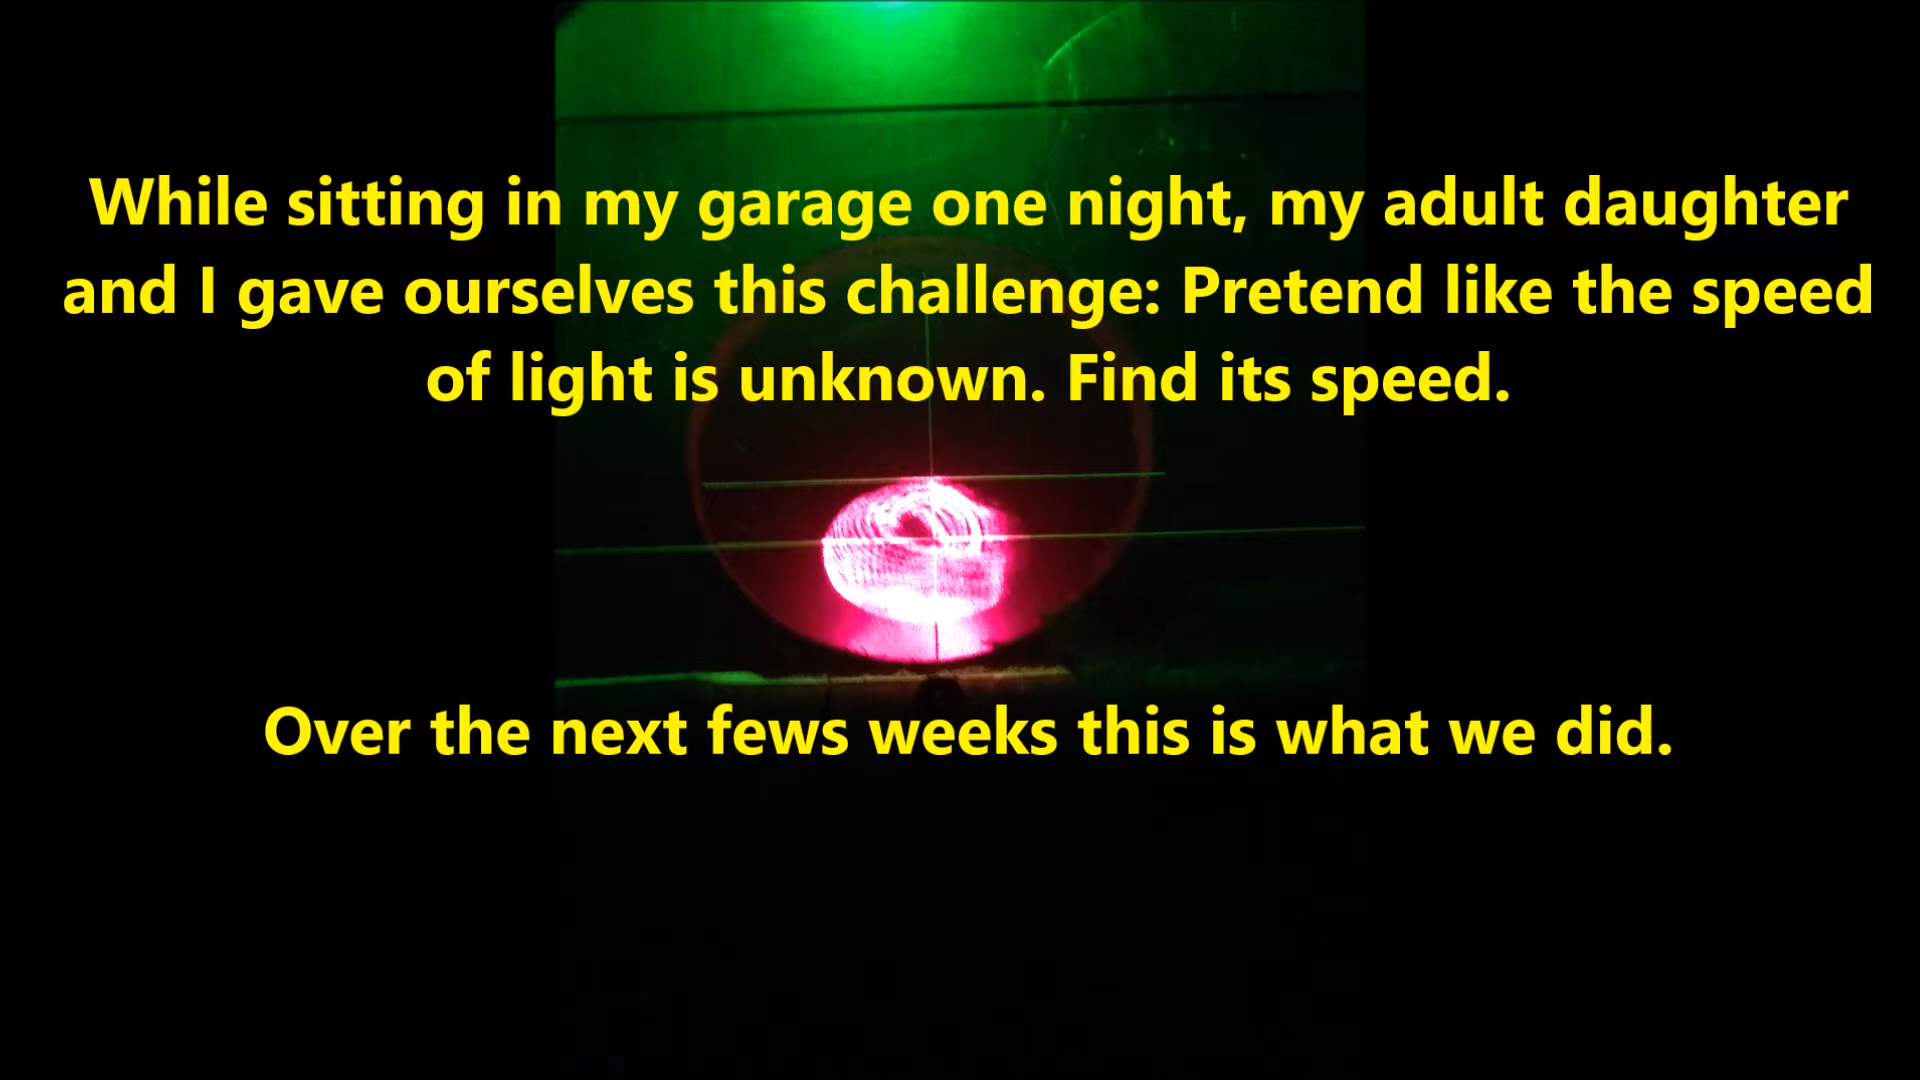 While sitting in my garage one night, my adult daughter
and I gave ourselves this challenge: Pretend like the speed
of light is unknown. Find its speed.
Over the next fews weeks this is what we did.